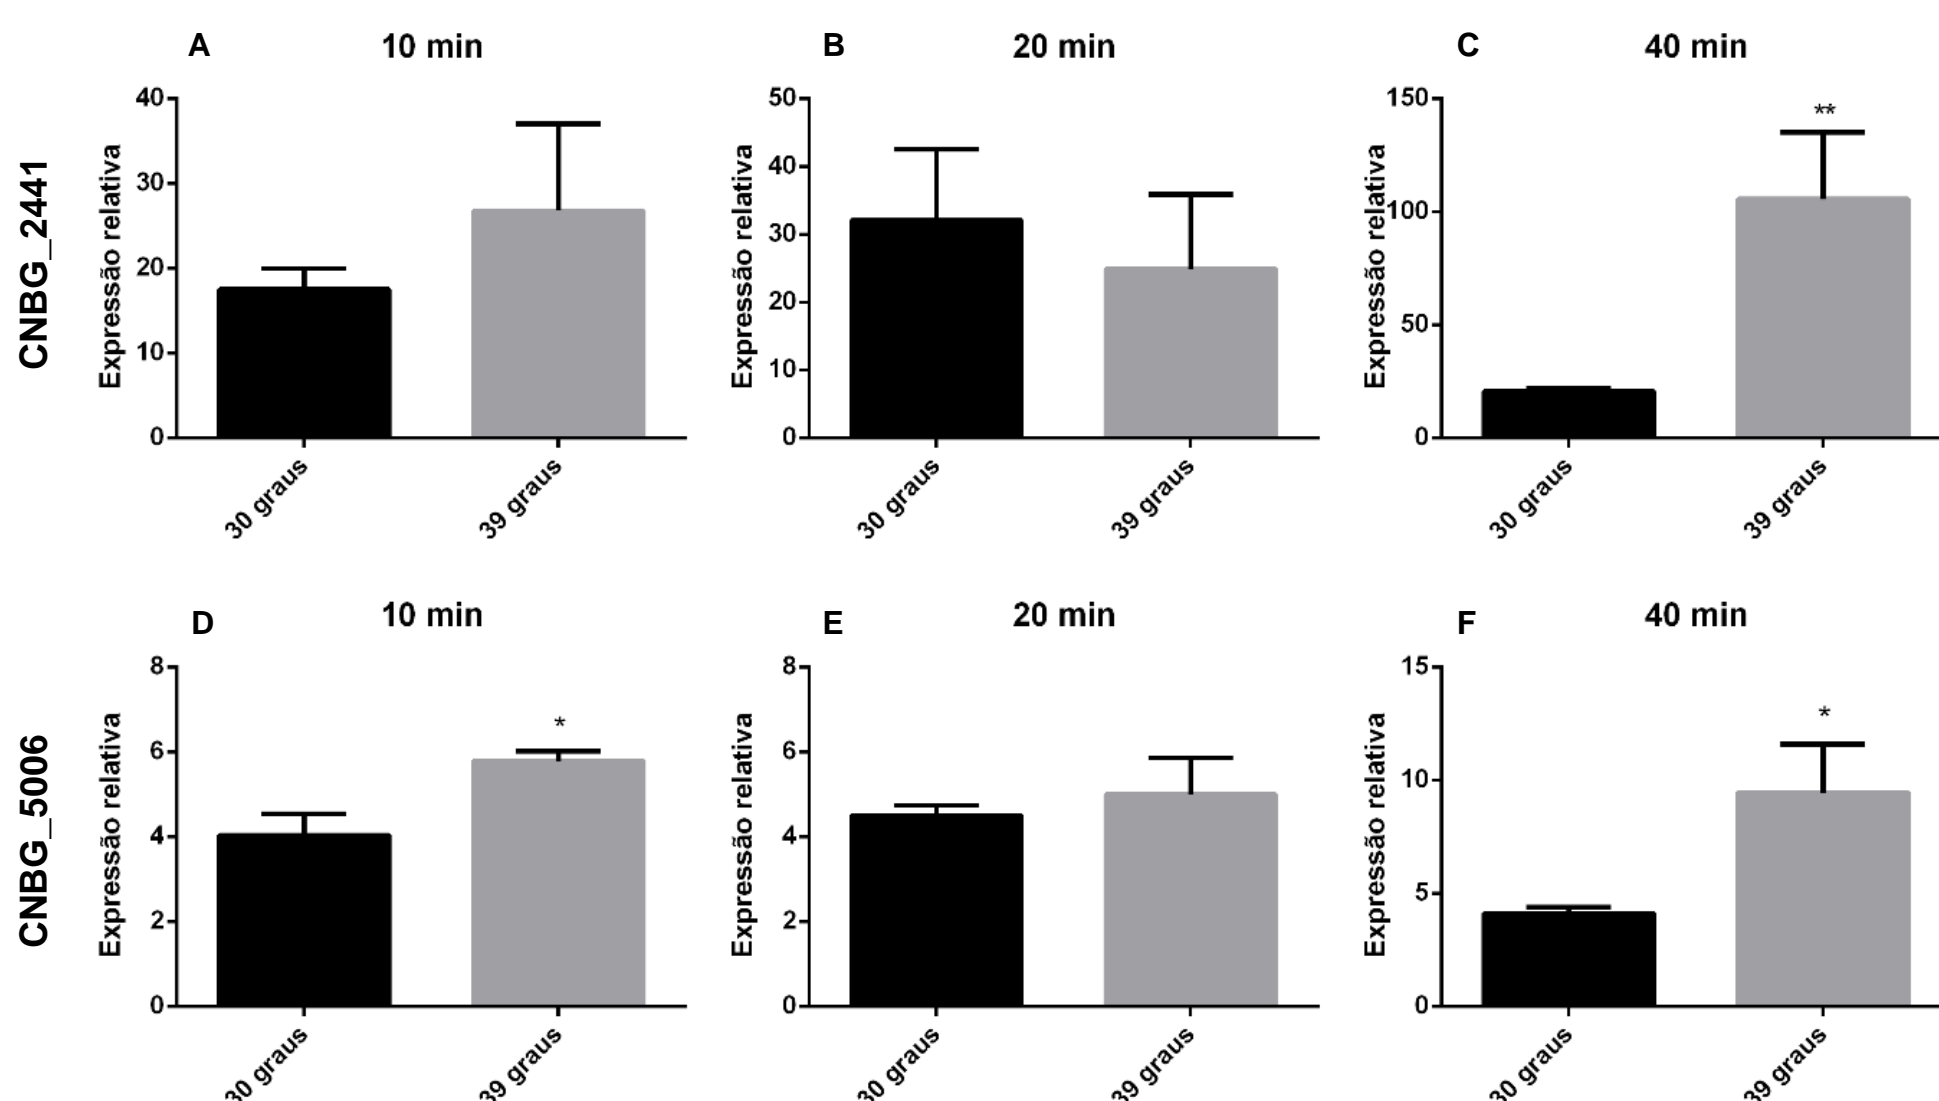 A 10 min
B 20 min
C 40 min
CNBG_2441
Expressão relativa
40
30
20
10
0
30 graus
39 graus
Expressão relativa
50
40
30
20
10
0
30 graus
39 graus
Expressão relativa
150
100
50
0
**
30 graus
39 graus
D 10 min
E 20 min
F 40 min
CNBG_5006
Expressão relativa
8
6
4
2
0
*
30 graus
39 graus
Expressão relativa
8
6
4
2
0
30 graus
39 graus
Expressão relativa
15
10
5
0
*
30 graus
39 graus